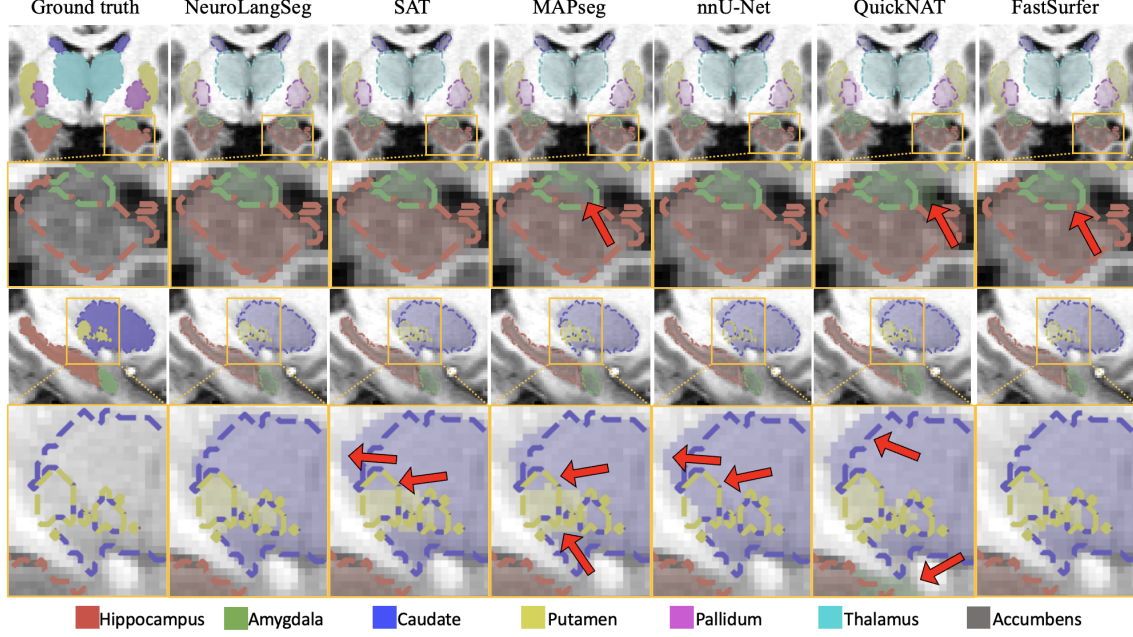 Ground truth NeuroLangSeg SAT MAPseg nnU-Net QuickNAT FastSurfer
Hippocampus Amygdala Caudate Putamen Pallidum Thalamus Accumbens